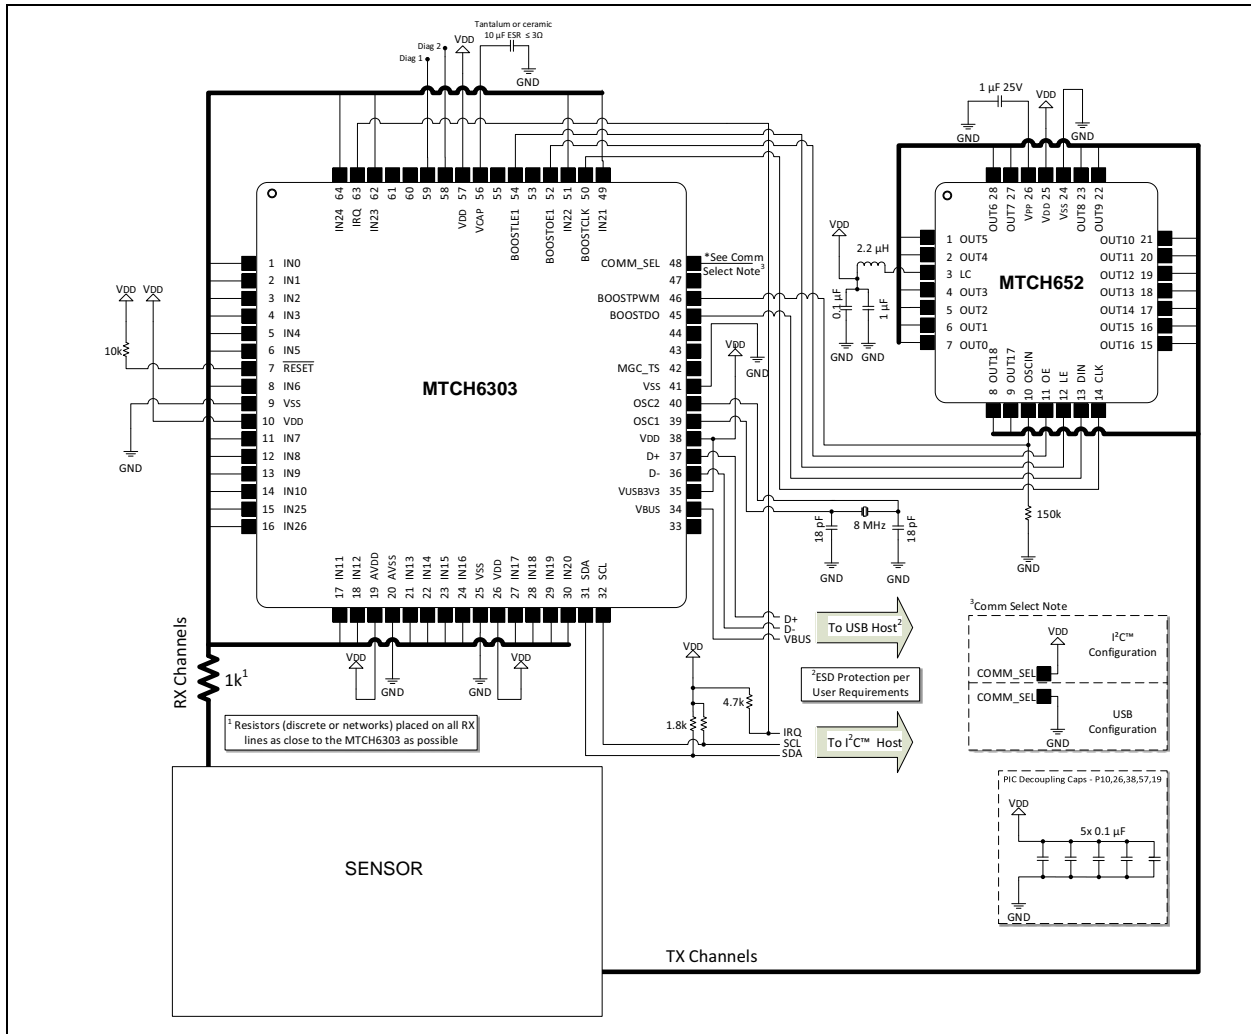 Tantalum or ceramic
10 µF ESR ≤ 3Ω
Diag 2
Diag 1
VDD
GND
1 µF 25V
VDD
GND
GND
64 63 62 61 60 59 58 57 56 55 54 53 52 51 50 49
IN24
IRQ
IN23
VDD
VCAP
BOOSTLE1
BOOSTOE1
IN22
BOOSTCLK
IN21
1 IN0
2 IN1
3 IN2
4 IN3
5 IN4
6 IN5
7 RESET
8 IN6
9 VSS
10 VDD
11 IN7
12 IN8
13 IN9
14 IN10
15 IN25
16 IN26
VDD
VDD
10k
GND
MTCH6303
COMM_SEL 48
47
BOOSTPWM 46
BOOSTDO 45
44
43
MGC_TS 42
VSS 41
OSC2 40
OSC1 39
VDD 38
D+ 37
D- 36
VUSB3V3 35
VBUS 34
33
*See Comm
Select Note3
VDD
GND
17 IN11
18 IN12
19 AVDD
20 AVSS
21 IN13
22 IN14
23 IN15
24 IN16
25 VSS
26 VDD
27 IN17
28 IN18
29 IN19
30 IN20
31 SDA
32 SCL
VDD
GND
GND
VDD
OUT6 28
OUT7 27
VPP 26
VDD 25
VSS 24
OUT8 23
OUT9 22
1 OUT5
2 OUT4
3 LC
4 OUT3
5 OUT2
6 OUT1
7 OUT0
MTCH652
OUT10 21
OUT11 20
OUT12 19
OUT13 18
OUT14 17
OUT15 16
OUT16 15
8 OUT18
9 OUT17
10 OSCIN
11 OE
12 LE
13 DIN
14 CLK
VDD
2.2 µH
0.1 µF
1 µF
GND
GND
18 pF
8 MHz
18 pF
GND
GND
150k
GND
RX Channels
1k1
1 Resistors (discrete or networks) placed on all RX
lines as close to the MTCH6303 as possible
D+
D-
VBUS
To USB Host2
2ESD Protection per
User Requirements
VDD
4.7k
1.8k
IRQ
SCL
SDA
To I2C™ Host
3Comm Select Note
VDD
I2C™
Configuration
COMM_SEL
COMM_SEL
USB
Configuration
GND
PIC Decoupling Caps - P10,26,38,57,19
VDD
5x 0.1 µF
GND
SENSOR
TX Channels